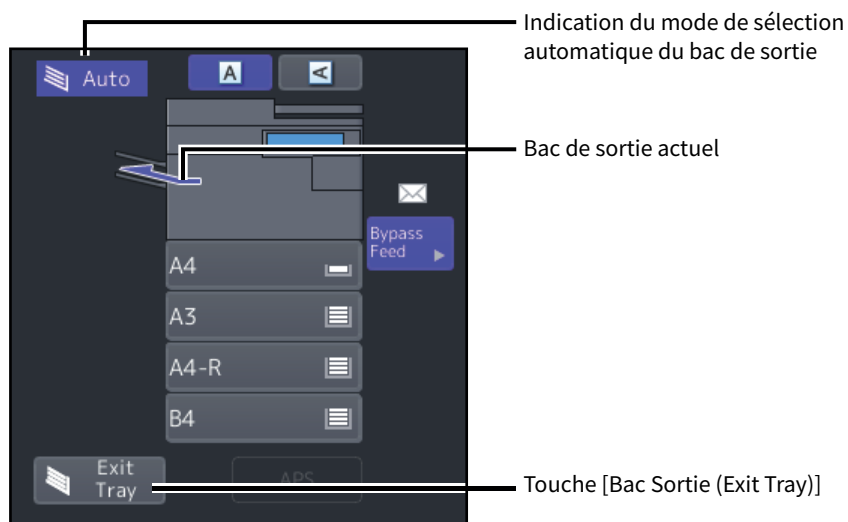 Indication du mode de sélection
automatique du bac de sortie
Auto
A
A
Bac de sortie actuel
Bypass
Feed
A4
A3
A4-R
B4
Exit
Tray
APS
Touche [Bac Sortie (Exit Tray)]